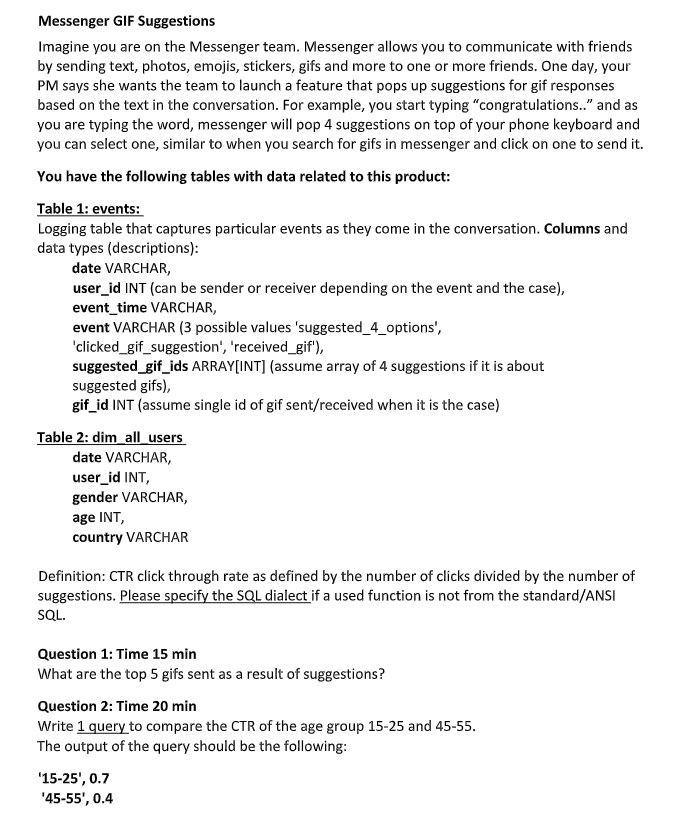 Messenger GIF Suggestions
Imagine you are on the Messenger team. Messenger allows you to communicate with friends
by sending text, photos, emojis, stickers, gifs and more to one or more friends. One day, your
PM says she wants the team to launch a feature that pops up suggestions for gif responses
based on the text in the conversation. For example, you start typing “congratulations..” and as
you are typing the word, messenger will pop 4 suggestions on top of your phone keyboard and
you can select one, similar to when you search for gifs in messenger and click on one to send it.
You have the following tables with data related to this product:
Table 1: events:
Logging table that captures particular events as they come in the conversation. Columns and
data types (descriptions):
date VARCHAR,
user_id INT (can be sender or receiver depending on the event and the case),
event_time VARCHAR,
event VARCHAR (3 possible values 'suggested_4_options',
'clicked_gif_suggestion', 'received_gif'),
suggested_gif_ids ARRAY[INT] (assume array of 4 suggestions if it is about
suggested gifs),
gif_id INT (assume single id of gif sent/received when it is the case)
Table 2: dim_all_users
date VARCHAR,
user_id INT,
gender VARCHAR,
age INT,
country VARCHAR
Definition: CTR click through rate as defined by the number of clicks divided by the number of
suggestions. Please specify the SQL dialect if a used function is not from the standard/ANSI
SQL.
Question 1: Time 15 min
What are the top 5 gifs sent as a result of suggestions?
Question 2: Time 20 min
Write 1 query to compare the CTR of the age group 15-25 and 45-55.
The output of the query should be the following:
'15-25', 0.7
'45-55', 0.4